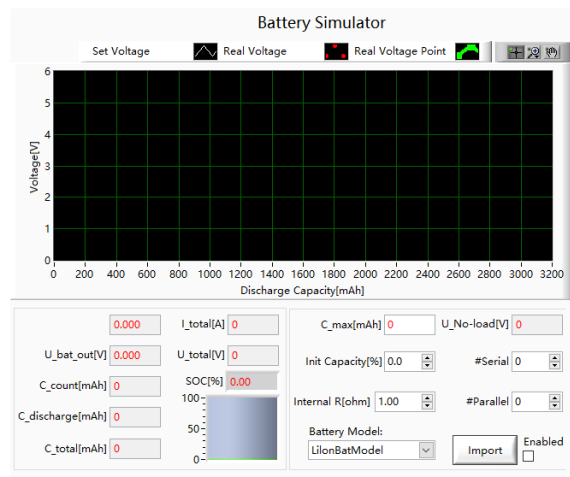 Battery Simulator
Set Voltage Real Voltage Real Voltage Point
6
5
4
3
2
1
0
Voltage[V]
0 200 400 600 800 1000 1200 1400 1600 1800 2000 2200 2400 2600 2800 3000 3200
Discharge Capacity[mAh]
0.000 I_total[A] 0
U_bat_out[V] 0.000 U_total[V] 0
C_count[mAh] 0 SOC[%] 0.00
C_discharge[mAh] 0
C_total[mAh] 0
100
50
0
C_max[mAh] 0 U_No-load[V] 0
Init Capacity[%] 0.0 #Serial 0
Internal R[ohm] 1.00 #Parallel 0
Battery Model:
LiIonBatModel Import Enabled